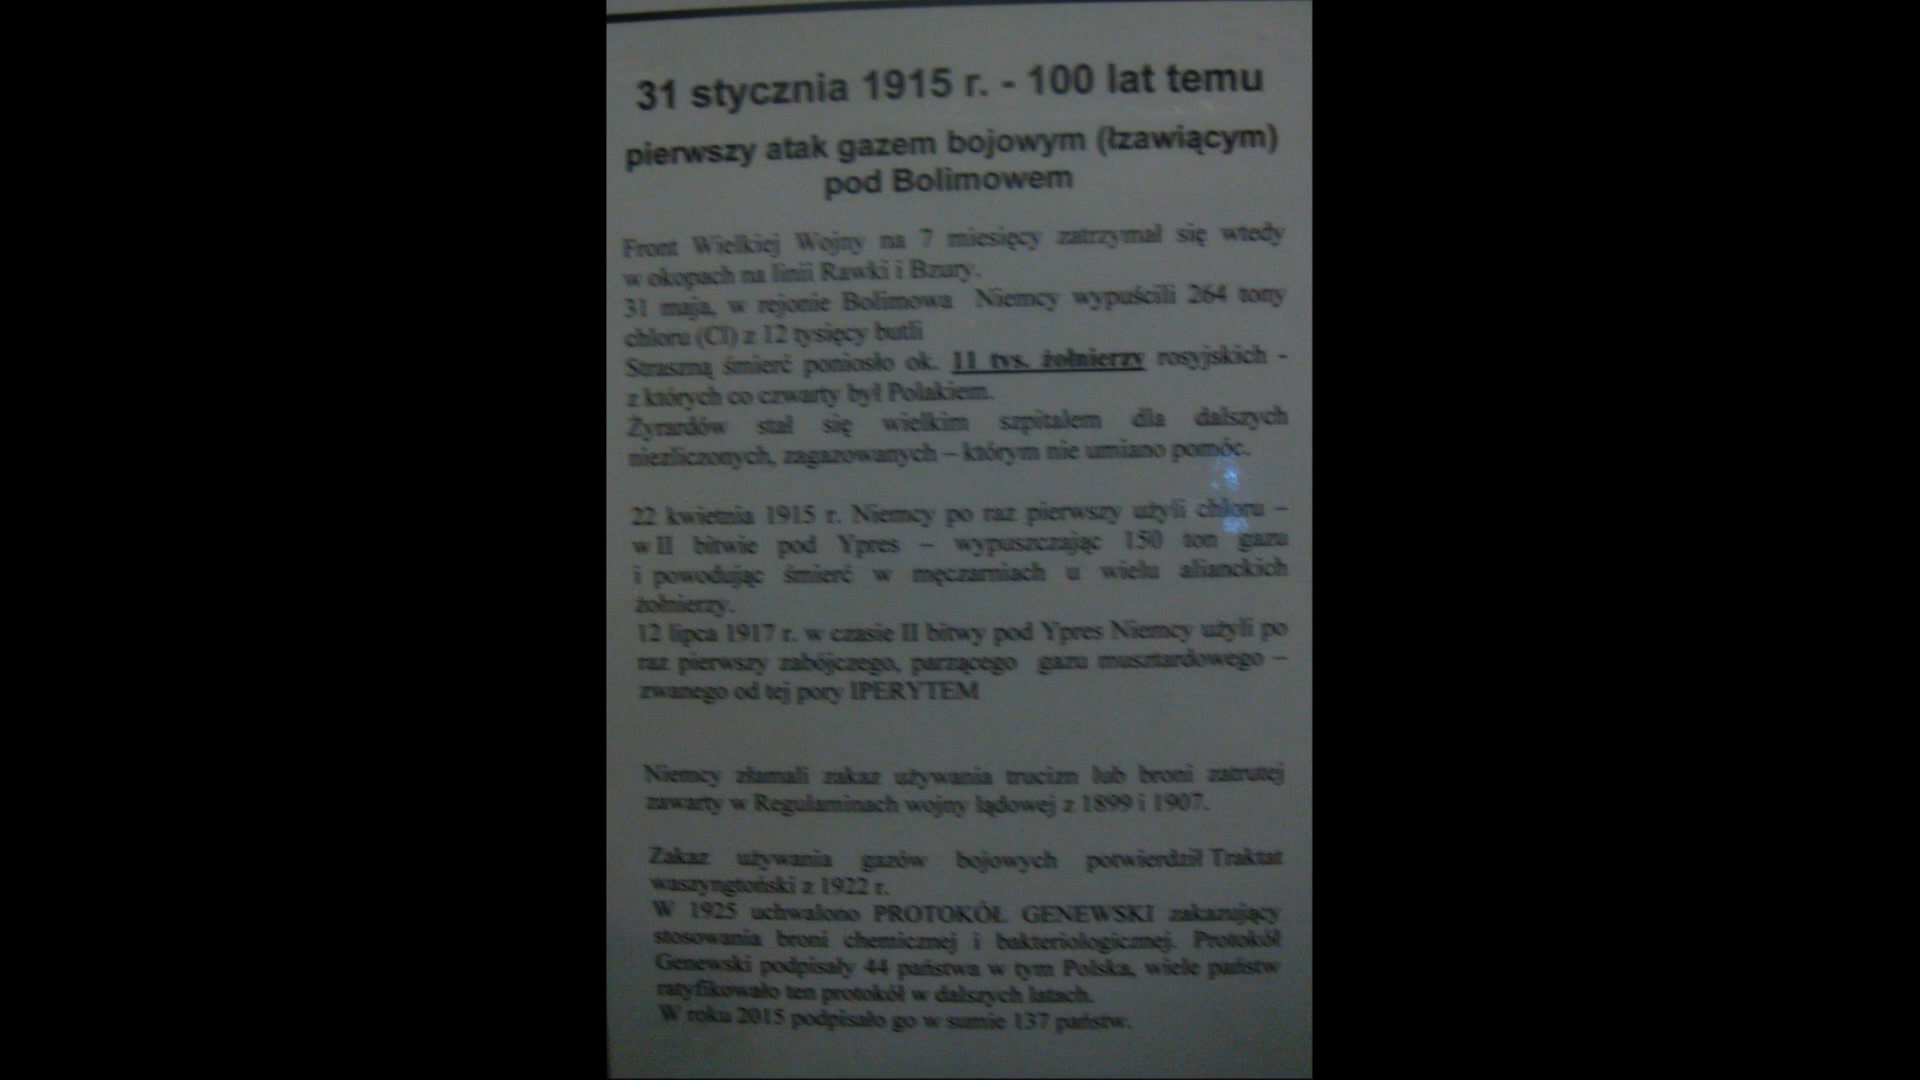 31 stycznia 1915 r. - 100 lat temu
pierwszy atak gazem bojowym (łzawiącym)
pod Bolimowem
Front Wielkiej Wojny na 7 miesięcy zatrzymał się wtedy
w okopach na linii Rawki i Bzury.
31 maja, w rejonie Bolimowa Niemcy wypuścili 264 tony
chloru (Cl) z 12 tysięcy butli
Straszną śmierć poniosło ok. 11 tys. żołnierzy rosyjskich -
z których co czwarty był Polakiem.
Żyrardów stał się wielkim szpitalem dla dalszych
niezliczonych, zagazowanych – którym nie umiano pomóc.
22 kwietnia 1915 r. Niemcy po raz pierwszy użyli chloru –
w II bitwie pod Ypres – wypuszczając 150 ton gazu
i powodując śmierć w męczarniach u wielu alianckich
żołnierzy.
12 lipca 1917 r. w czasie II bitwy pod Ypres Niemcy użyli po
raz pierwszy zabójczego, parzącego gazu musztardowego –
zwanego od tej pory IPERYTEM
Niemcy złamali zakaz używania trucizn lub broni zatrutej
zawarty w Regulaminach wojny lądowej z 1899 i 1907.
Zakaz używania gazów bojowych potwierdził Traktat
waszyngtoński z 1922 r.
W 1925 uchwalono PROTOKÓŁ GENEWSKI zakazujący
stosowania broni chemicznej i bakteriologicznej. Protokół
Genewski podpisały 44 państwa w tym Polska, wiele państw
ratyfikowało ten protokół w dalszych latach.
W roku 2015 podpisało go w sumie 137 państw.